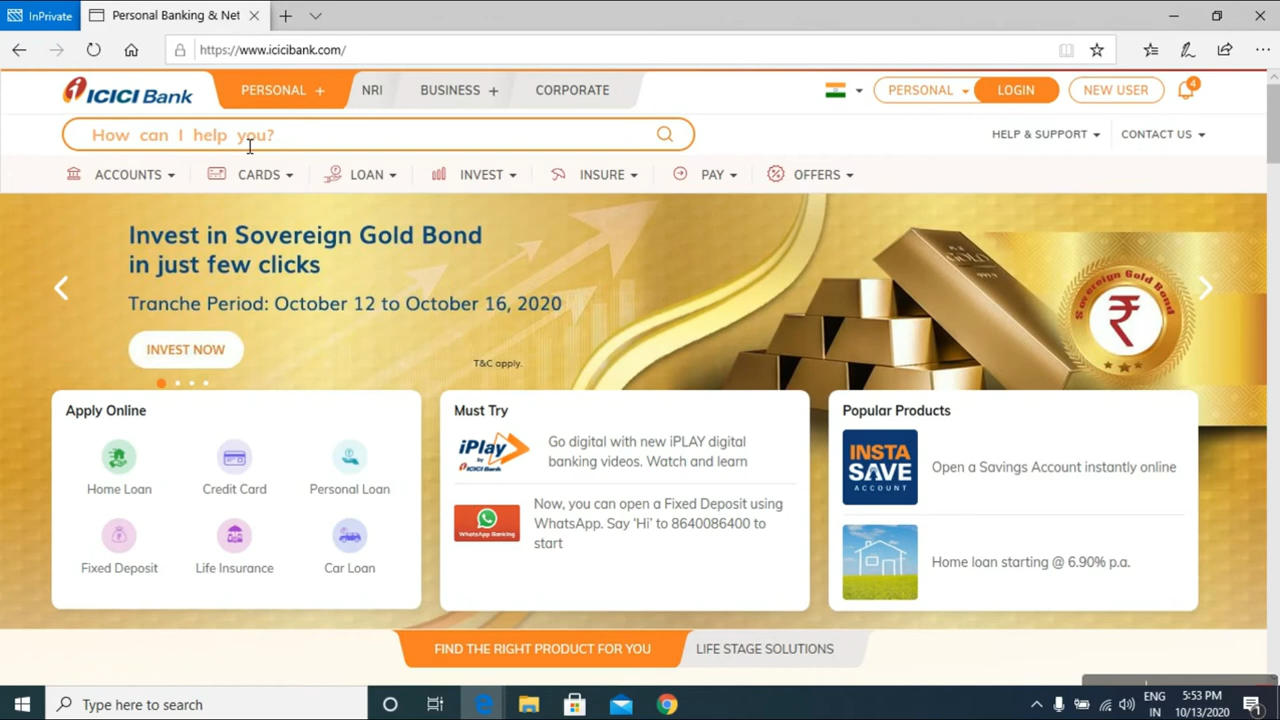 InPrivate
Personal Banking & Net
https://www.icicibank.com/
ICICI Bank
PERSONAL +
NRI
BUSINESS +
CORPORATE
PERSONAL
LOGIN
NEW USER
4
How can I help you?
HELP & SUPPORT
CONTACT US
ACCOUNTS
CARDS
LOAN
INVEST
INSURE
PAY
OFFERS
Invest in Sovereign Gold Bond
in just few clicks
Tranche Period: October 12 to October 16, 2020
INVEST NOW
T&C apply.
GOLD
Sovereign Gold Bond
₹
Apply Online
Home Loan
Credit Card
Personal Loan
Fixed Deposit
Life Insurance
Car Loan
Must Try
iPlay
by ICICI Bank
Go digital with new iPLAY digital
banking videos. Watch and learn
WhatsApp Banking
Now, you can open a Fixed Deposit using
WhatsApp. Say ‘Hi’ to 8640086400 to
start
Popular Products
INSTA
SAVE
ACCOUNT
Open a Savings Account instantly online
Home loan starting @ 6.90% p.a.
FIND THE RIGHT PRODUCT FOR YOU
LIFE STAGE SOLUTIONS
Type here to search
ENG
IN
5:53 PM
10/13/2020
1